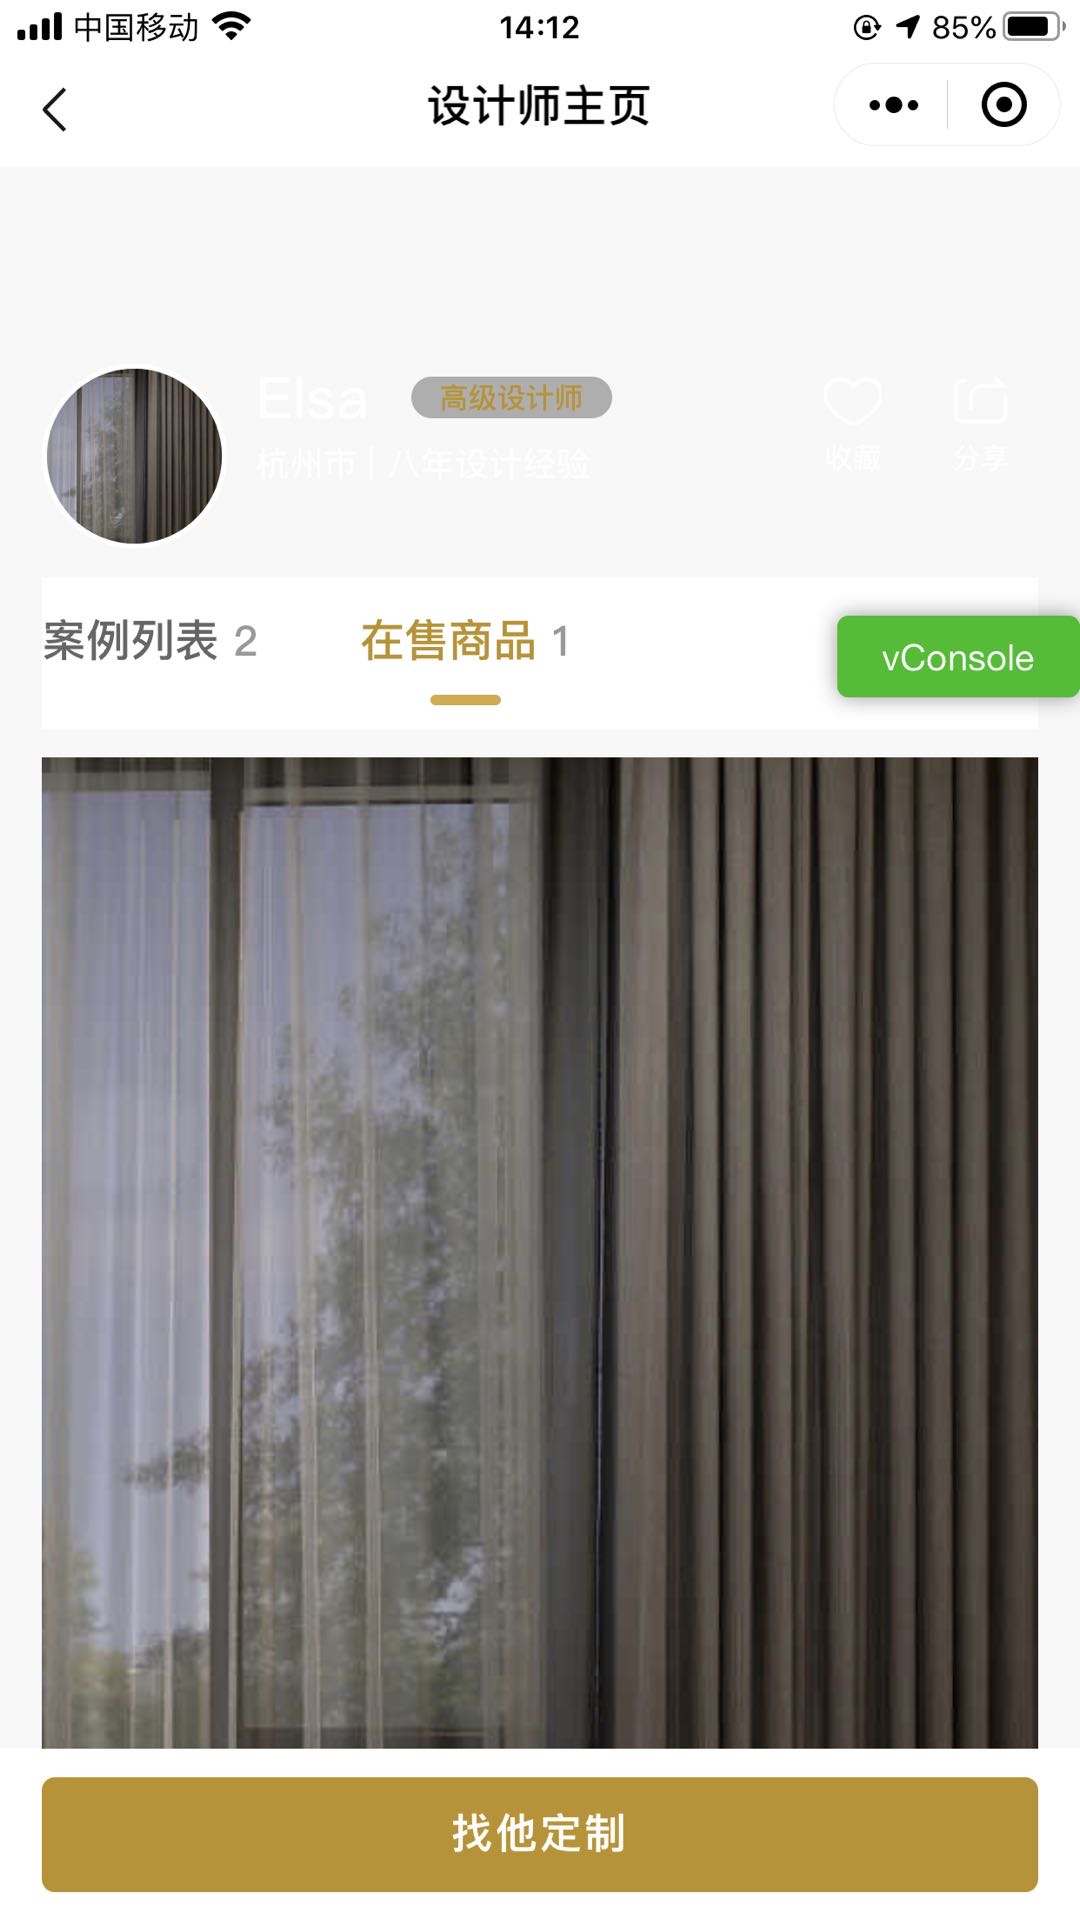 中国移动 14:12 85%
设计师主页
Elsa 高级设计师
杭州市 | 八年设计经验
收藏 分享
案例列表 2 在售商品 1
vConsole
找他定制